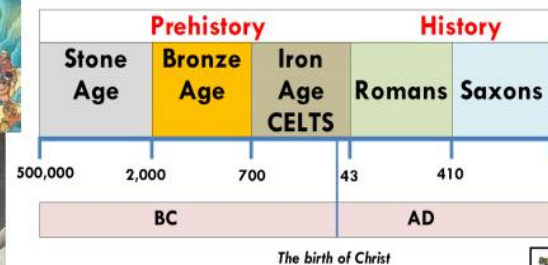 Prehistory History
Stone Age
Bronze Age
Iron Age CELTS
Romans
Saxons
500,000 2,000 700 43 410
BC AD
The birth of Christ